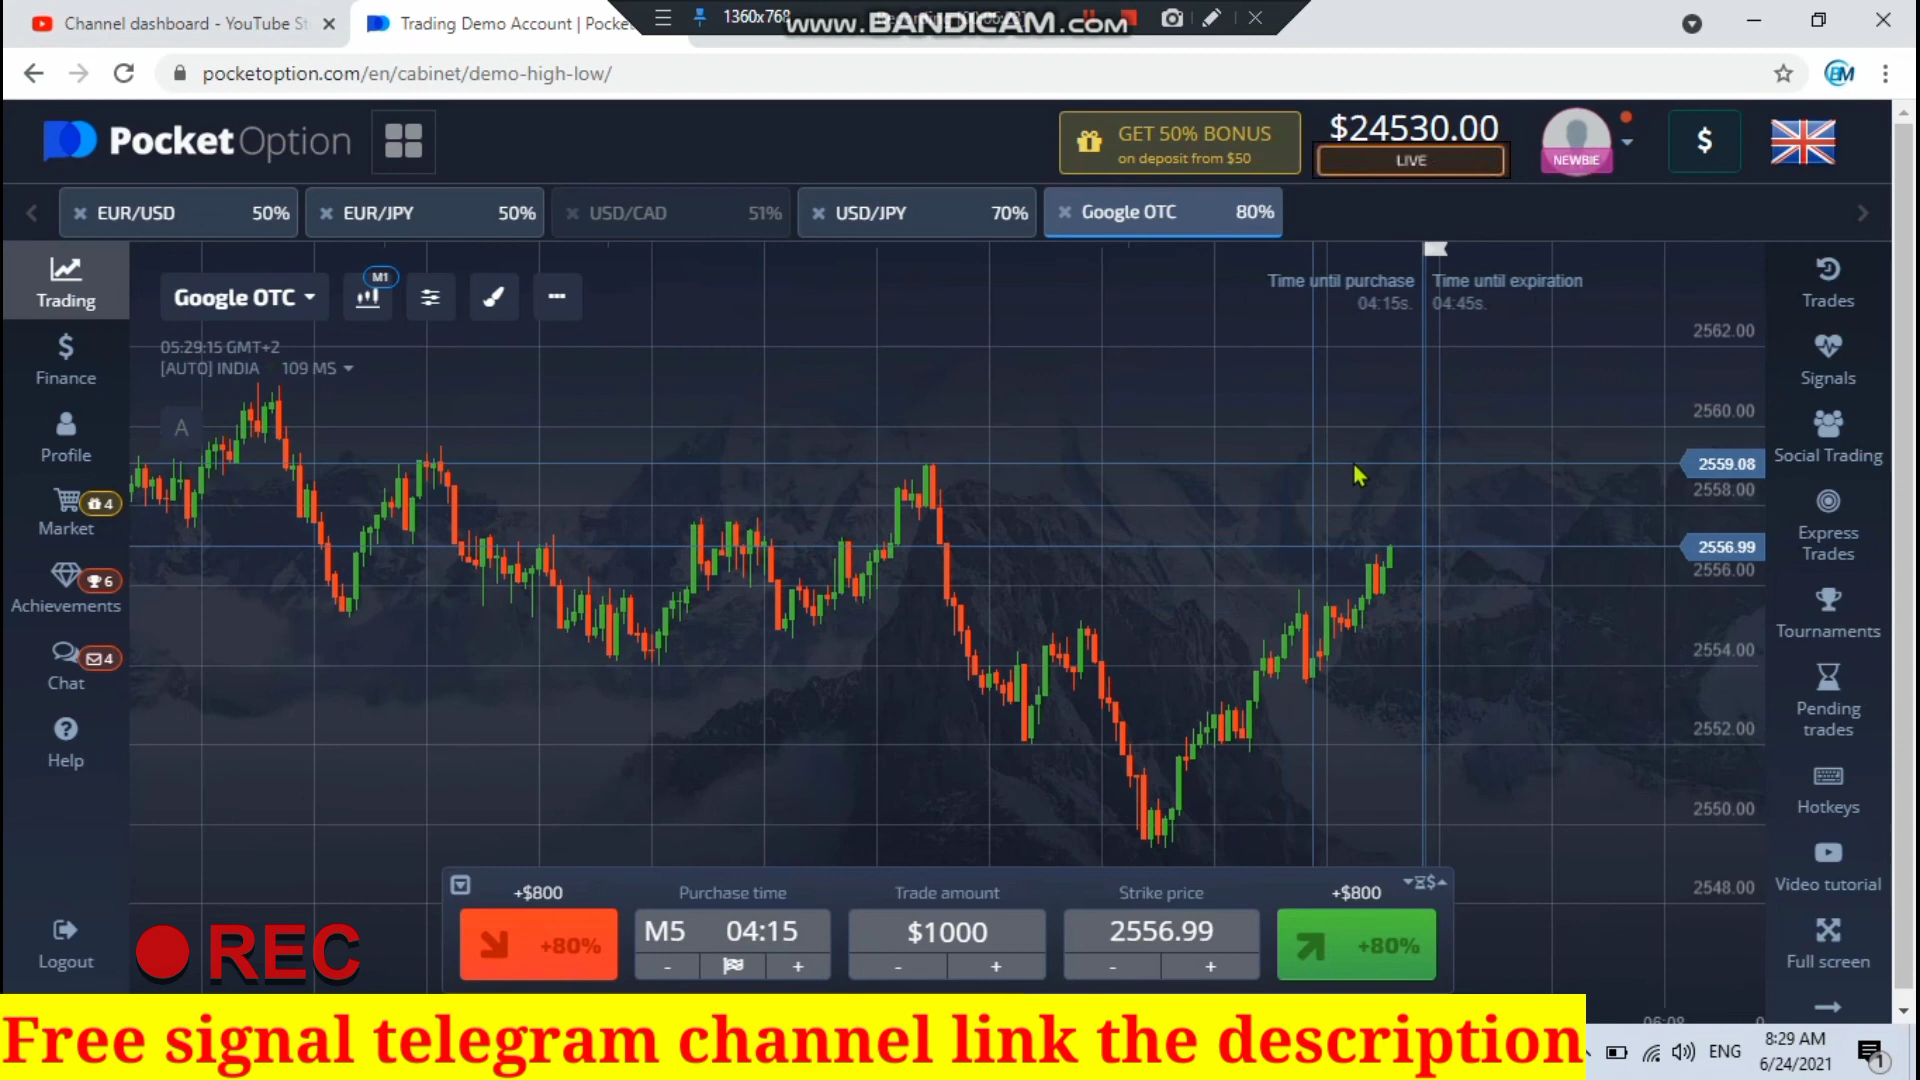 Channel dashboard - YouTube St
Trading Demo Account | Pocke
1360x768
www.BANDICAM.com
pocketoption.com/en/cabinet/demo-high-low/
PocketOption
GET 50% BONUS
on deposit from $50
$24530.00
LIVE
NEWBIE
$
EUR/USD 50%
EUR/JPY 50%
USD/CAD 51%
USD/JPY 70%
Google OTC 80%
Trading
Finance
Profile
Market
4
Achievements
6
Chat
4
Help
Logout
Google OTC
M1
05:29:15 GMT+2
[AUTO] INDIA 109 MS
A
Time until purchase
04:15s.
Time until expiration
04:45s.
2562.00
2560.00
2559.08
2558.00
2556.99
2556.00
2554.00
2552.00
2550.00
2548.00
06:08
Trades
Signals
Social Trading
Express
Trades
Tournaments
Pending
trades
Hotkeys
Video tutorial
Full screen
+$800
+80%
Purchase time
M5 04:15
- +
Trade amount
$1000
- +
Strike price
2556.99
- +
+$800
+80%
REC
Free signal telegram channel link the description
ENG
8:29 AM
6/24/2021
1